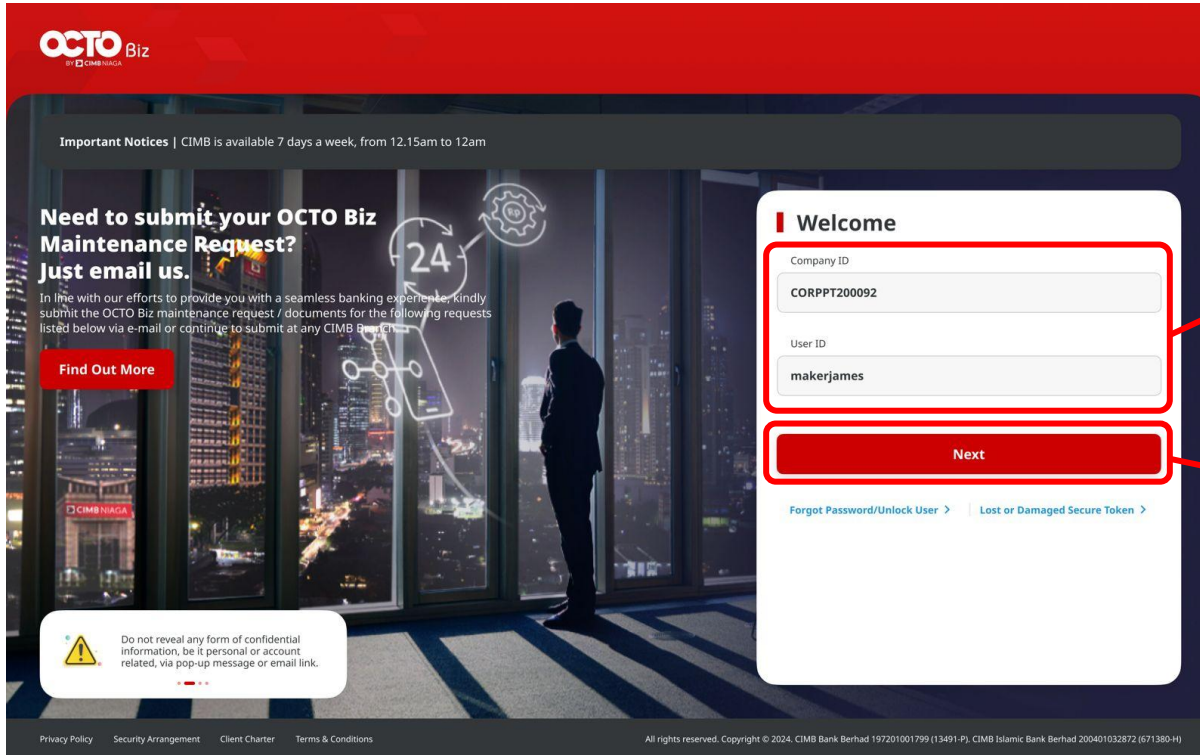 OCTO Biz
BY CIMB NIAGA
Important Notices | CIMB is available 7 days a week, from 12.15am to 12am
Need to submit your OCTO Biz
Maintenance Request?
Just email us.
In line with our efforts to provide you with a seamless banking experience, kindly
submit the OCTO Biz maintenance request / documents for the following requests
listed below via e-mail or continue to submit at any CIMB Branch.
Find Out More
24
Rp
CIMB NIAGA
Do not reveal any form of confidential
information, be it personal or account
related, via pop-up message or email link.
Welcome
Company ID
CORPPT200092
User ID
makerjames
Next
Forgot Password/Unlock User >
Lost or Damaged Secure Token >
Privacy Policy
Security Arrangement
Client Charter
Terms & Conditions
All rights reserved. Copyright © 2024. CIMB Bank Berhad 197201001799 (13491-P). CIMB Islamic Bank Berhad 200401032872 (671380-H)